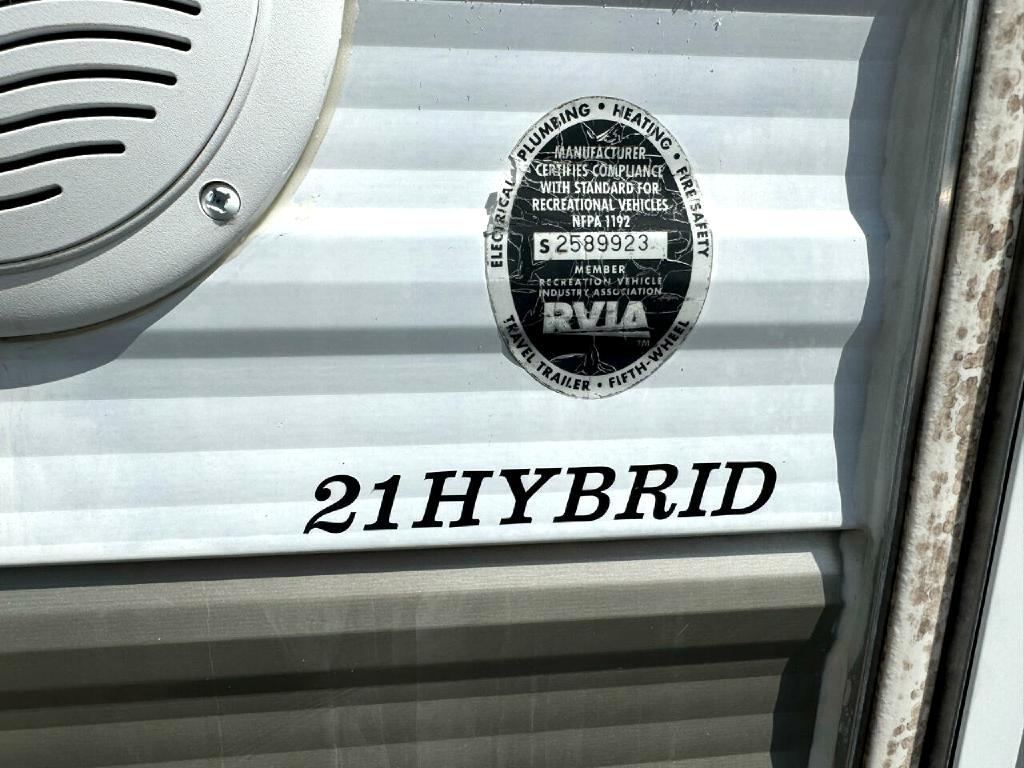 PLUMBING • HEATING •
ELECTRICAL
FIRE/SAFETY
MANUFACTURER
CERTIFIES COMPLIANCE
WITH STANDARD FOR
RECREATIONAL VEHICLES
NFPA 1192
S 2589923
MEMBER
RECREATION VEHICLE
INDUSTRY ASSOCIATION
RVIA
TM
TRAVEL TRAILER • FIFTH-WHEEL
21HYBRID